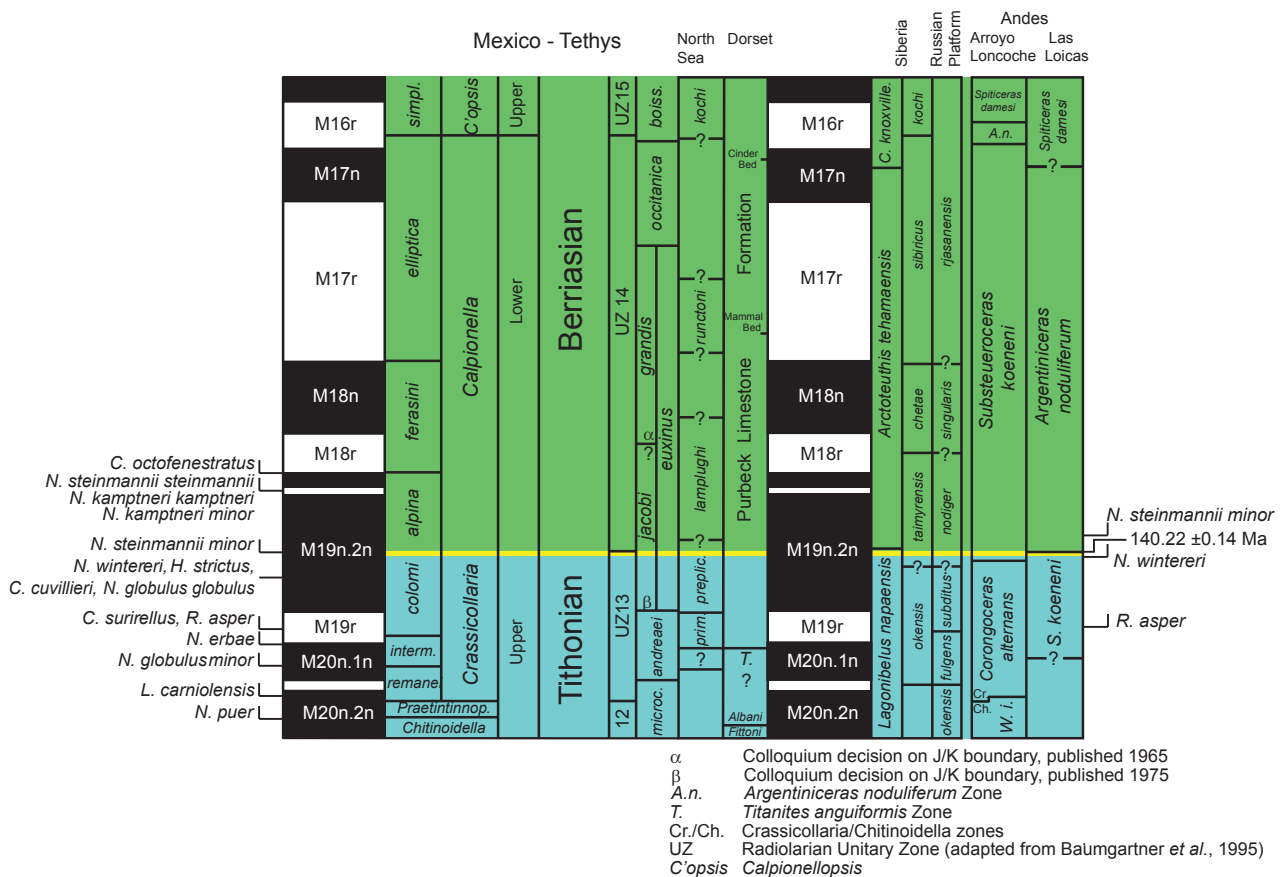 Mexico - Tethys
North Sea
Dorset
Siberia
Russian Platform
Andes
Arroyo Loncoche
Las Loicas
M16r
M17n
M17r
M18n
M18r
M19n.2n
M19r
M20n.1n
M20n.2n
simpl.
elliptica
ferasini
alpina
colomi
interm.
remanei
Praetintinnop.
Chitinoidella
C'opsis
Calpionella
Crassicollaria
Upper
Lower
Upper
Berriasian
Tithonian
UZ15
UZ 14
UZ13
12
boiss.
occitanica
grandis
α
?
jacobi
euxinus
β
andreaei
microc.
kochi
?
?
runctoni
?
?
lamplughi
?
preplic.
prim.
?
Cinder Bed
Mammal Bed
Purbeck Limestone Formation
T.
?
Albani
Fittoni
M16r
M17n
M17r
M18n
M18r
M19n.2n
M19r
M20n.1n
M20n.2n
C. knoxville.
Arctoteuthis tehamaensis
Lagonibelus napaensis
kochi
sibiricus
chetae
taimyrensis
?
okensis
rjasanensis
?
singularis
?
nodiger
?
subditus
fulgens
okensis
Spiticeras damesi
A.n.
Substeueroceras koeneni
Corongoceras alternans
Cr.
Ch.
W. i.
Spiticeras damesi
?
Argentiniceras noduliferum
S. koeneni
?
C. octofenestratus
N. steinmannii steinmannii
N. kamptneri kamptneri
N. kamptneri minor
N. steinmannii minor
N. wintereri, H. strictus,
C. cuvillieri, N. globulus globulus
C. surirellus, R. asper
N. erbae
N. globulus minor
L. carniolensis
N. puer
N. steinmannii minor
140.22 ±0.14 Ma
N. wintereri
R. asper
α Colloquium decision on J/K boundary, published 1965
β Colloquium decision on J/K boundary, published 1975
A.n. Argentiniceras noduliferum Zone
T. Titanites anguiformis Zone
Cr./Ch. Crassicollaria/Chitinoidella zones
UZ Radiolarian Unitary Zone (adapted from Baumgartner et al., 1995)
C'opsis Calpionellopsis